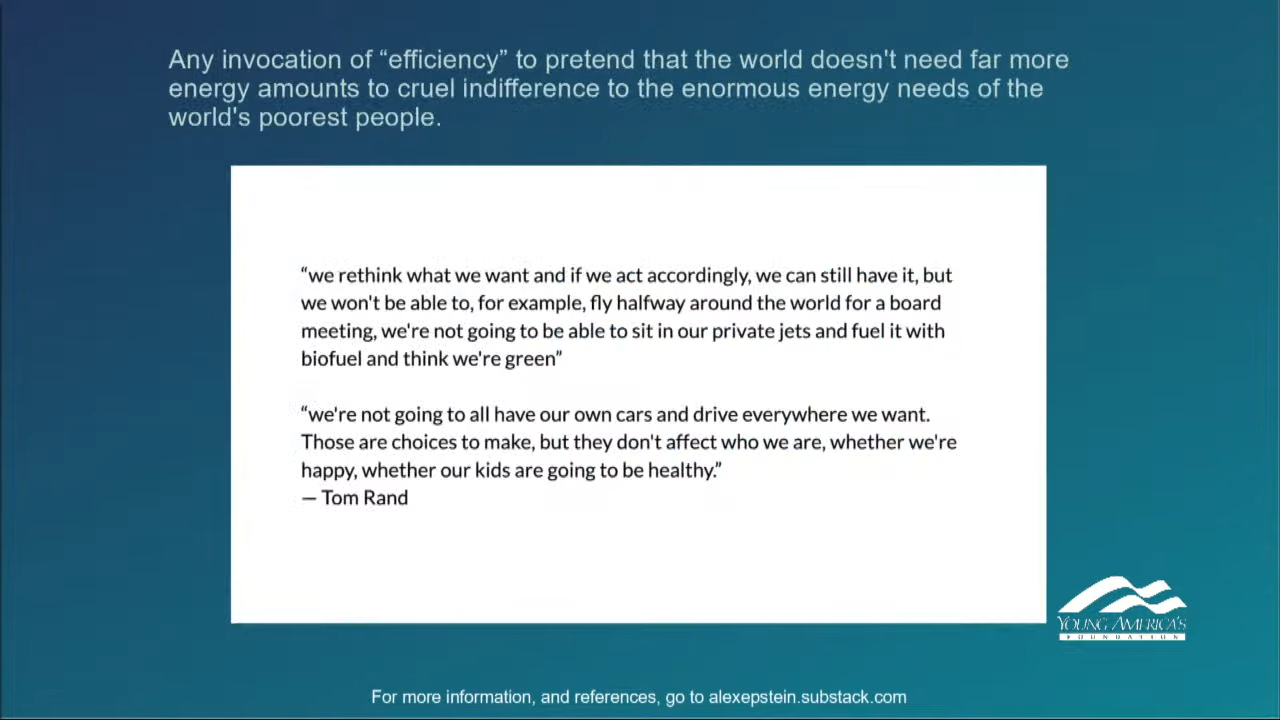 Any invocation of “efficiency” to pretend that the world doesn't need far more
energy amounts to cruel indifference to the enormous energy needs of the
world's poorest people.
“we rethink what we want and if we act accordingly, we can still have it, but
we won't be able to, for example, fly halfway around the world for a board
meeting, we're not going to be able to sit in our private jets and fuel it with
biofuel and think we're green”
“we're not going to all have our own cars and drive everywhere we want.
Those are choices to make, but they don't affect who we are, whether we're
happy, whether our kids are going to be healthy.”
— Tom Rand
YOUNG AMERICA'S
FOUNDATION
For more information, and references, go to alexepstein.substack.com